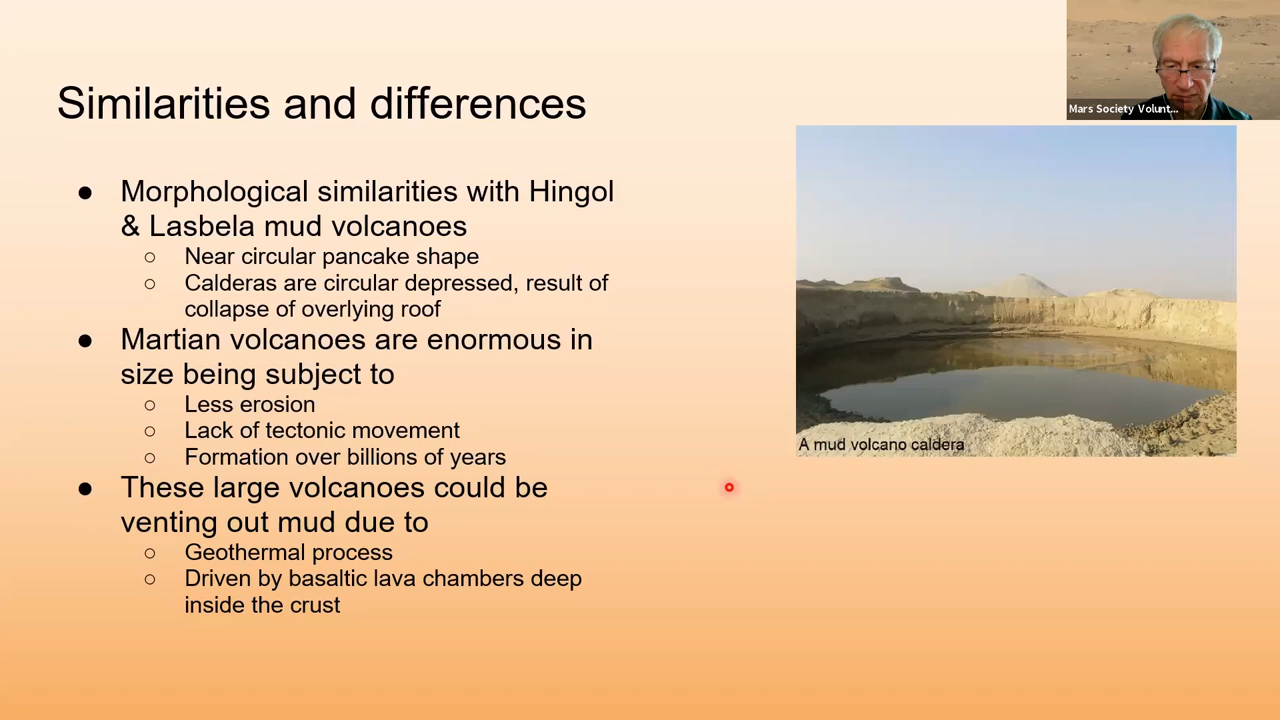 Similarities and differences
Mars Society Volunt...
● Morphological similarities with Hingol
& Lasbela mud volcanoes
○ Near circular pancake shape
○ Calderas are circular depressed, result of
collapse of overlying roof
● Martian volcanoes are enormous in
size being subject to
○ Less erosion
○ Lack of tectonic movement
○ Formation over billions of years
● These large volcanoes could be
venting out mud due to
○ Geothermal process
○ Driven by basaltic lava chambers deep
inside the crust
A mud volcano caldera